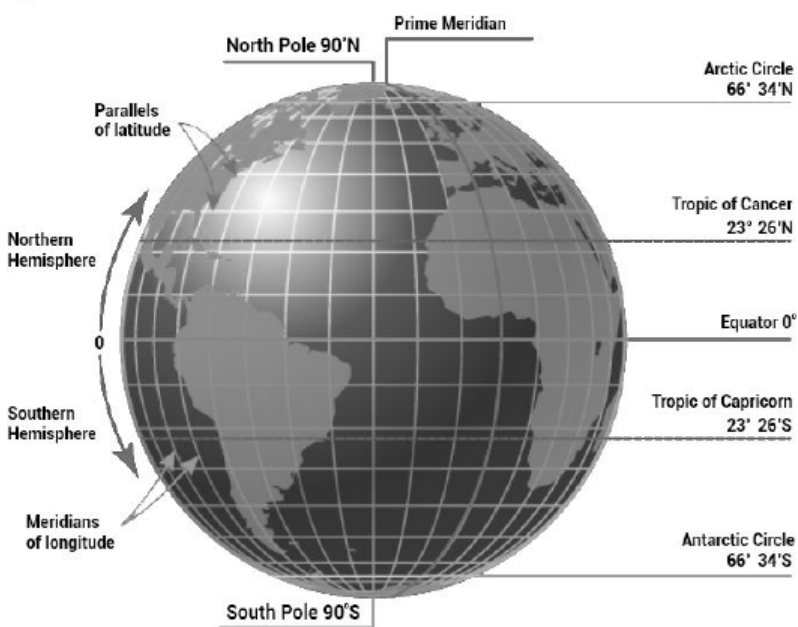 Prime Meridian
North Pole 90°N
Arctic Circle
66° 34'N
Parallels
of latitude
Tropic of Cancer
23° 26'N
Northern
Hemisphere
Equator 0°
0
Tropic of Capricorn
23° 26'S
Southern
Hemisphere
Meridians
of longitude
Antarctic Circle
66° 34'S
South Pole 90°S